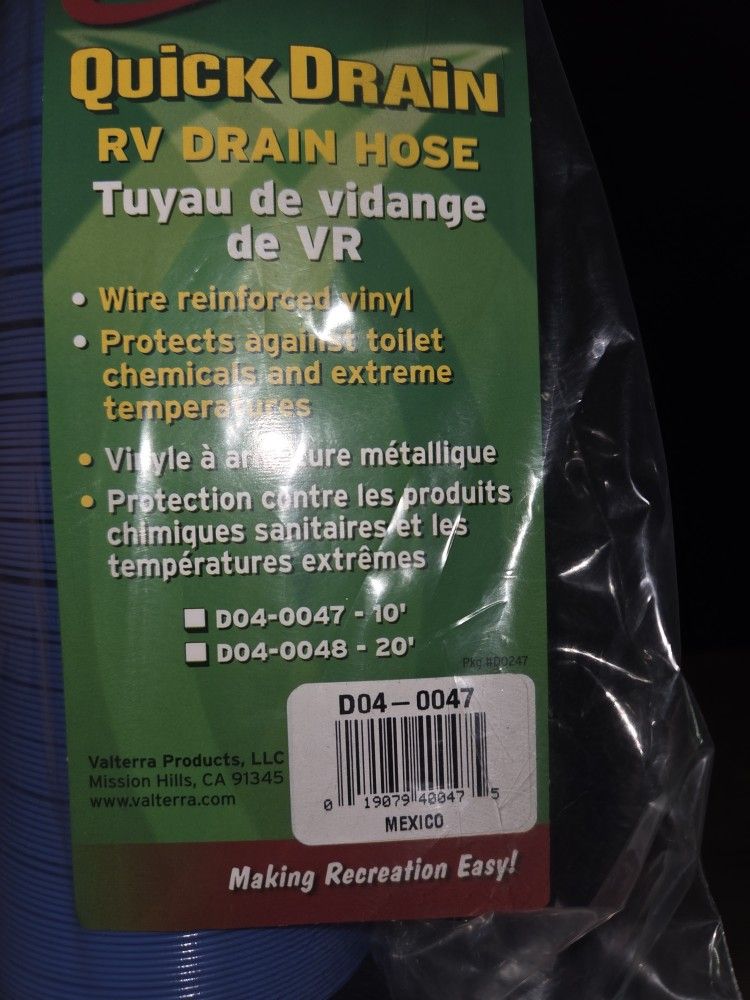 QUiCK DRAiN
RV DRAIN HOSE
Tuyau de vidange
de VR
• Wire reinforced vinyl
• Protects against toilet
chemicals and extreme
temperatures
• Vinyle à armature métallique
• Protection contre les produits
chimiques sanitaires et les
températures extrêmes
D04-0047 - 10'
D04-0048 - 20'
Pkg #D0247
D04-0047
0 19079 40047 5
MEXICO
Valterra Products, LLC
Mission Hills, CA 91345
www.valterra.com
Making Recreation Easy!